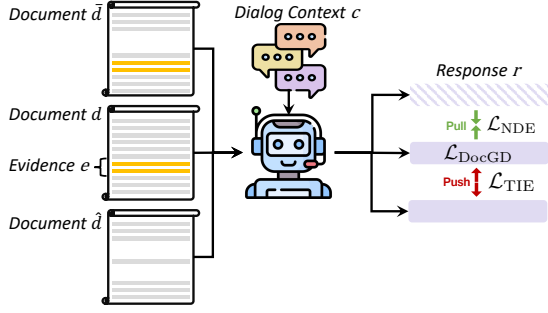 Document d̄
Dialog Context c
Response r
Document d
Pull
ℒNDE
Evidence e
ℒDocGD
Push
ℒTIE
Document d̂